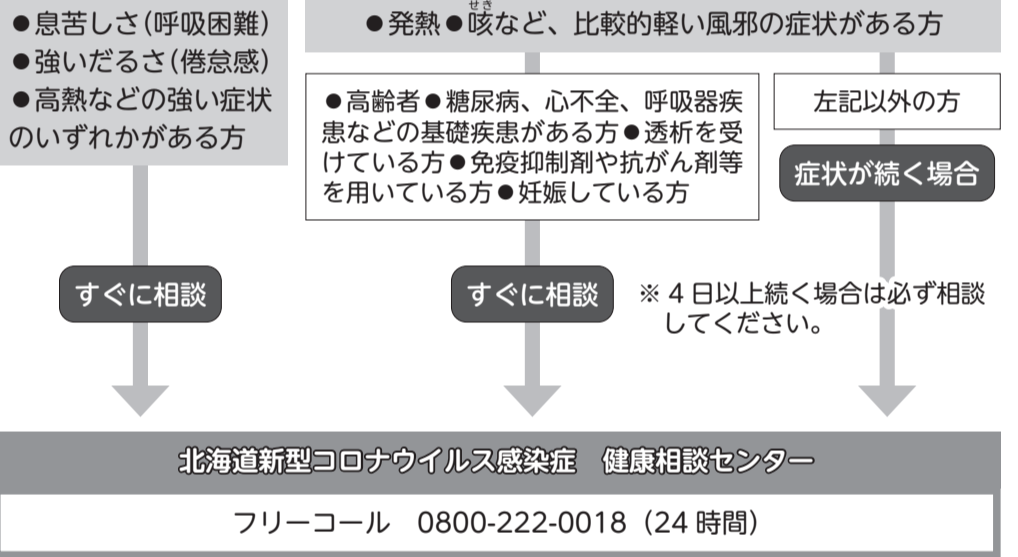 ●息苦しさ(呼吸困難)
●強いだるさ(倦怠感)
●高熱などの強い症状
のいずれかがある方
せき
●発熱●咳など、比較的軽い風邪の症状がある方
●高齢者●糖尿病、心不全、呼吸器疾
患などの基礎疾患がある方●透析を受
けている方●免疫抑制剤や抗がん剤等
を用いている方●妊娠している方
左記以外の方
症状が続く場合
すぐに相談
すぐに相談
※ 4日以上続く場合は必ず相談
してください。
北海道新型コロナウイルス感染症　健康相談センター
フリーコール　0800-222-0018（24時間）